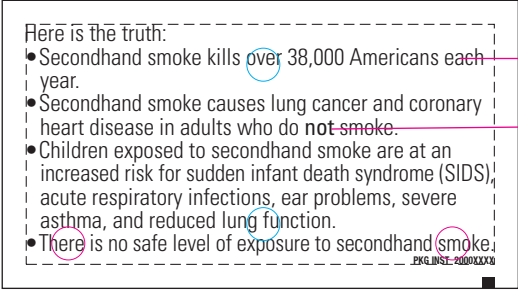 Here is the truth:
•Secondhand smoke kills over 38,000 Americans each
year.
•Secondhand smoke causes lung cancer and coronary
heart disease in adults who do not smoke.
•Children exposed to secondhand smoke are at an
increased risk for sudden infant death syndrome (SIDS),
acute respiratory infections, ear problems, severe
asthma, and reduced lung function.
•There is no safe level of exposure to secondhand smoke.
PKG INST_2000XXXX